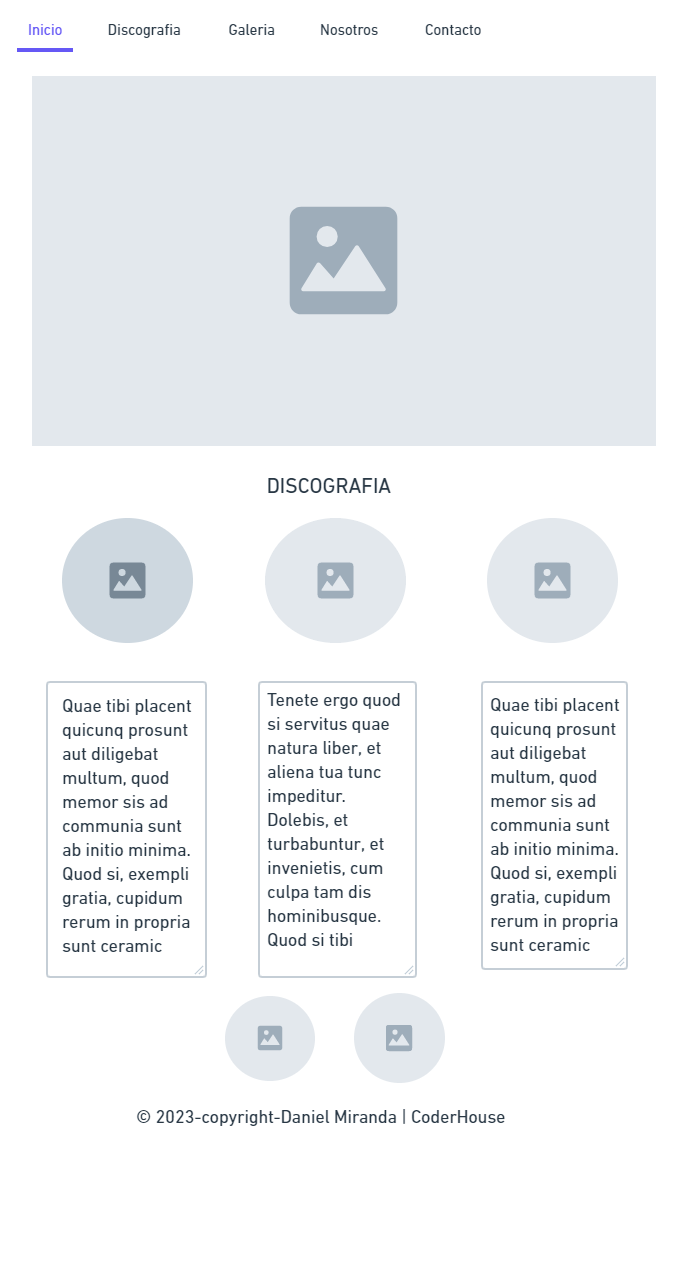 Inicio Discografia Galeria Nosotros Contacto
DISCOGRAFIA
Quae tibi placent
quicunq prosunt
aut diligebat
multum, quod
memor sis ad
communia sunt
ab initio minima.
Quod si, exempli
gratia, cupidum
rerum in propria
sunt ceramic
Tenete ergo quod
si servitus quae
natura liber, et
aliena tua tunc
impeditur.
Dolebis, et
turbabuntur, et
invenietis, cum
culpa tam dis
hominibusque.
Quod si tibi
Quae tibi placent
quicunq prosunt
aut diligebat
multum, quod
memor sis ad
communia sunt
ab initio minima.
Quod si, exempli
gratia, cupidum
rerum in propria
sunt ceramic
© 2023-copyright-Daniel Miranda | CoderHouse